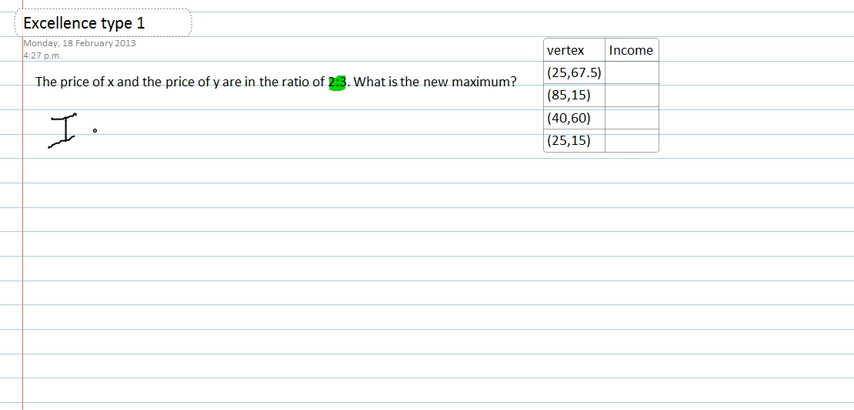 Excellence type 1
Monday, 18 February 2013
4:27 p.m.
The price of x and the price of y are in the ratio of 2:3. What is the new maximum?
vertex Income
(25,67.5)
(85,15)
(40,60)
(25,15)
I